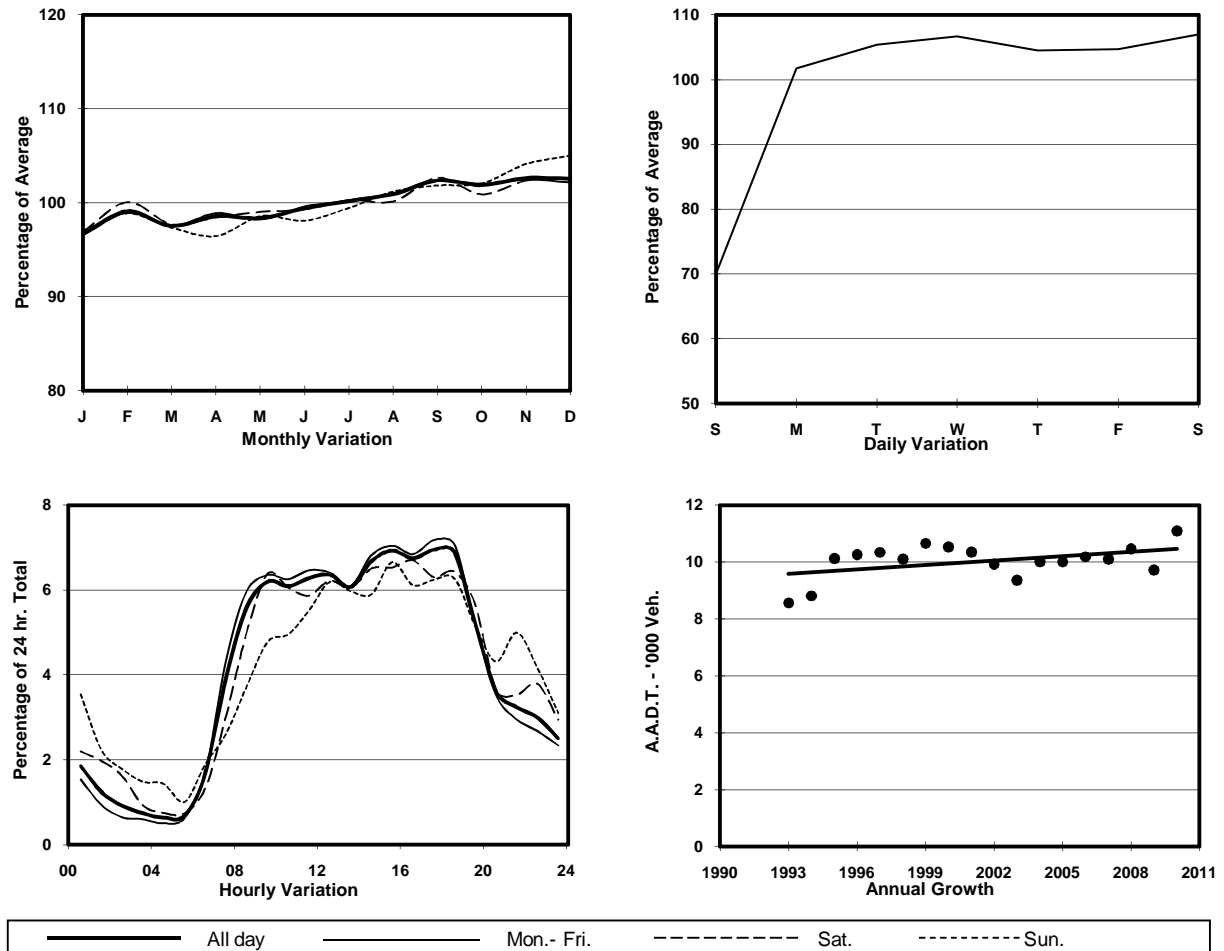 120
110
100
90
80
Percentage of Average
J F M A M J J A S O N D
Monthly Variation
110
100
90
80
70
60
50
Percentage of Average
S M T W T F S
Daily Variation
8
6
4
2
0
Percentage of 24 hr. Total
00 04 08 12 16 20 24
Hourly Variation
12
10
8
6
4
2
0
A.A.D.T. - '000 Veh.
1990 1993 1996 1999 2002 2005 2008 2011
Annual Growth
All day Mon.- Fri. Sat. Sun.